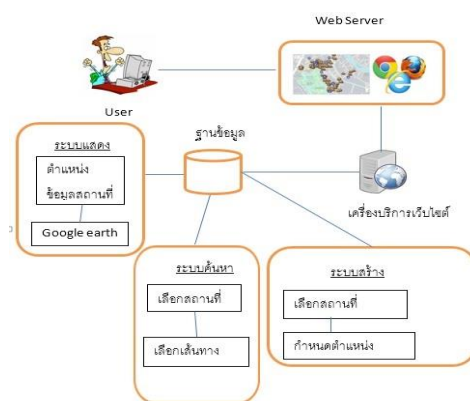 Web Server
User
ฐานข้อมูล
ระบบแสดง
ตำแหน่ง
ข้อมูลสถานที่
Google earth
เครื่องบริการเว็บไซต์
ระบบค้นหา
เลือกสถานที่
เลือกเส้นทาง
ระบบสร้าง
เลือกสถานที่
กำหนดตำแหน่ง